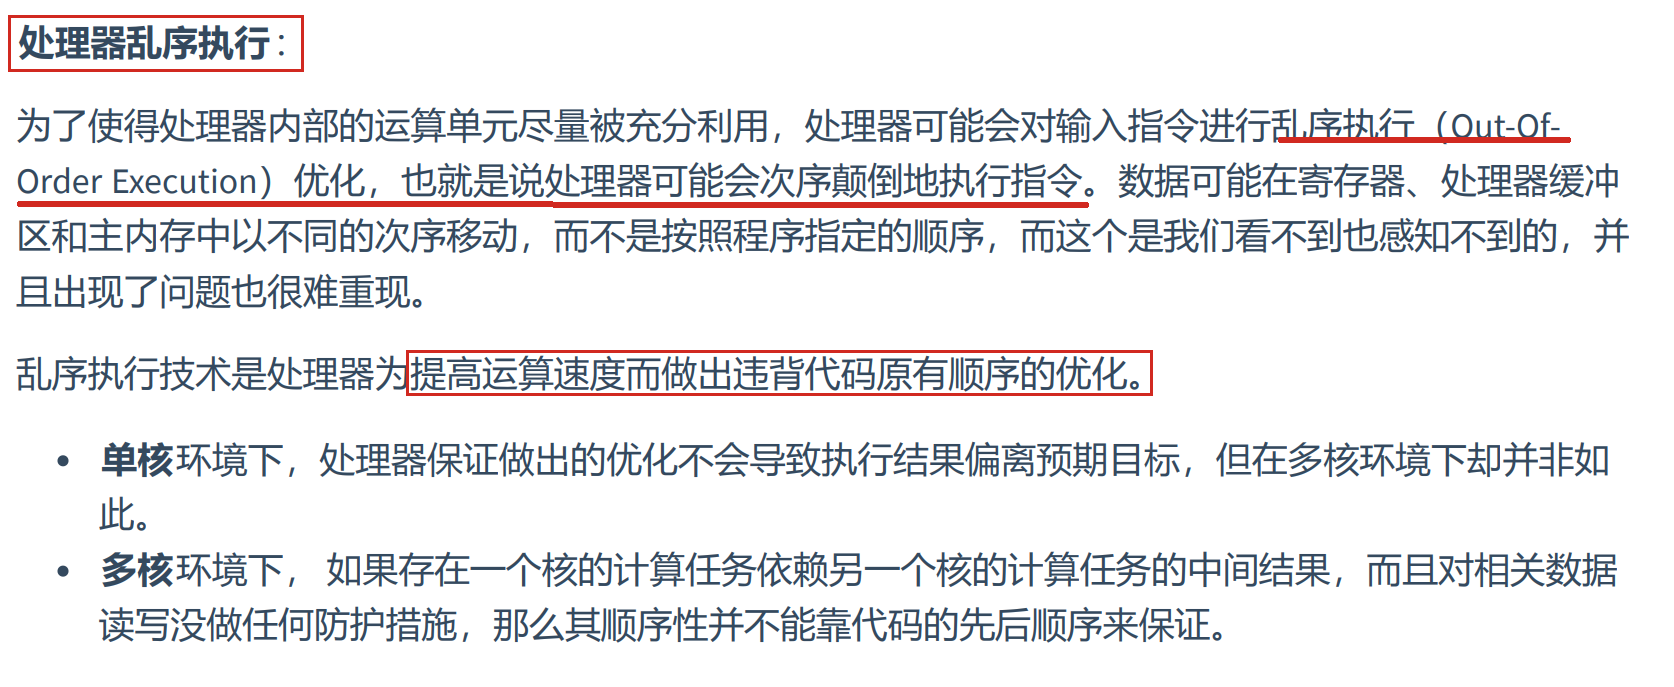 处理器乱序执行：
为了使得处理器内部的运算单元尽量被充分利用，处理器可能会对输入指令进行乱序执行（Out-Of-
Order Execution）优化，也就是说处理器可能会次序颠倒地执行指令。数据可能在寄存器、处理器缓冲
区和主内存中以不同的次序移动，而不是按照程序指定的顺序，而这个是我们看不到也感知不到的，并
且出现了问题也很难重现。
乱序执行技术是处理器为提高运算速度而做出违背代码原有顺序的优化。
• 单核环境下，处理器保证做出的优化不会导致执行结果偏离预期目标，但在多核环境下却并非如
此。
• 多核环境下， 如果存在一个核的计算任务依赖另一个核的计算任务的中间结果，而且对相关数据
读写没做任何防护措施，那么其顺序性并不能靠代码的先后顺序来保证。